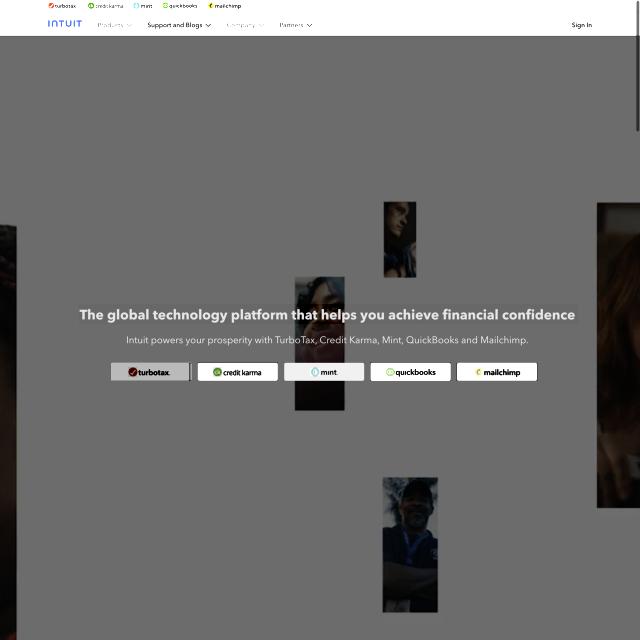 turbotax credit karma mint quickbooks mailchimp
INTUIT Products Support and Blogs Company Partners Sign In
The global technology platform that helps you achieve financial confidence
Intuit powers your prosperity with TurboTax, Credit Karma, Mint, QuickBooks and Mailchimp.
turbotax. credit karma mint quickbooks mailchimp